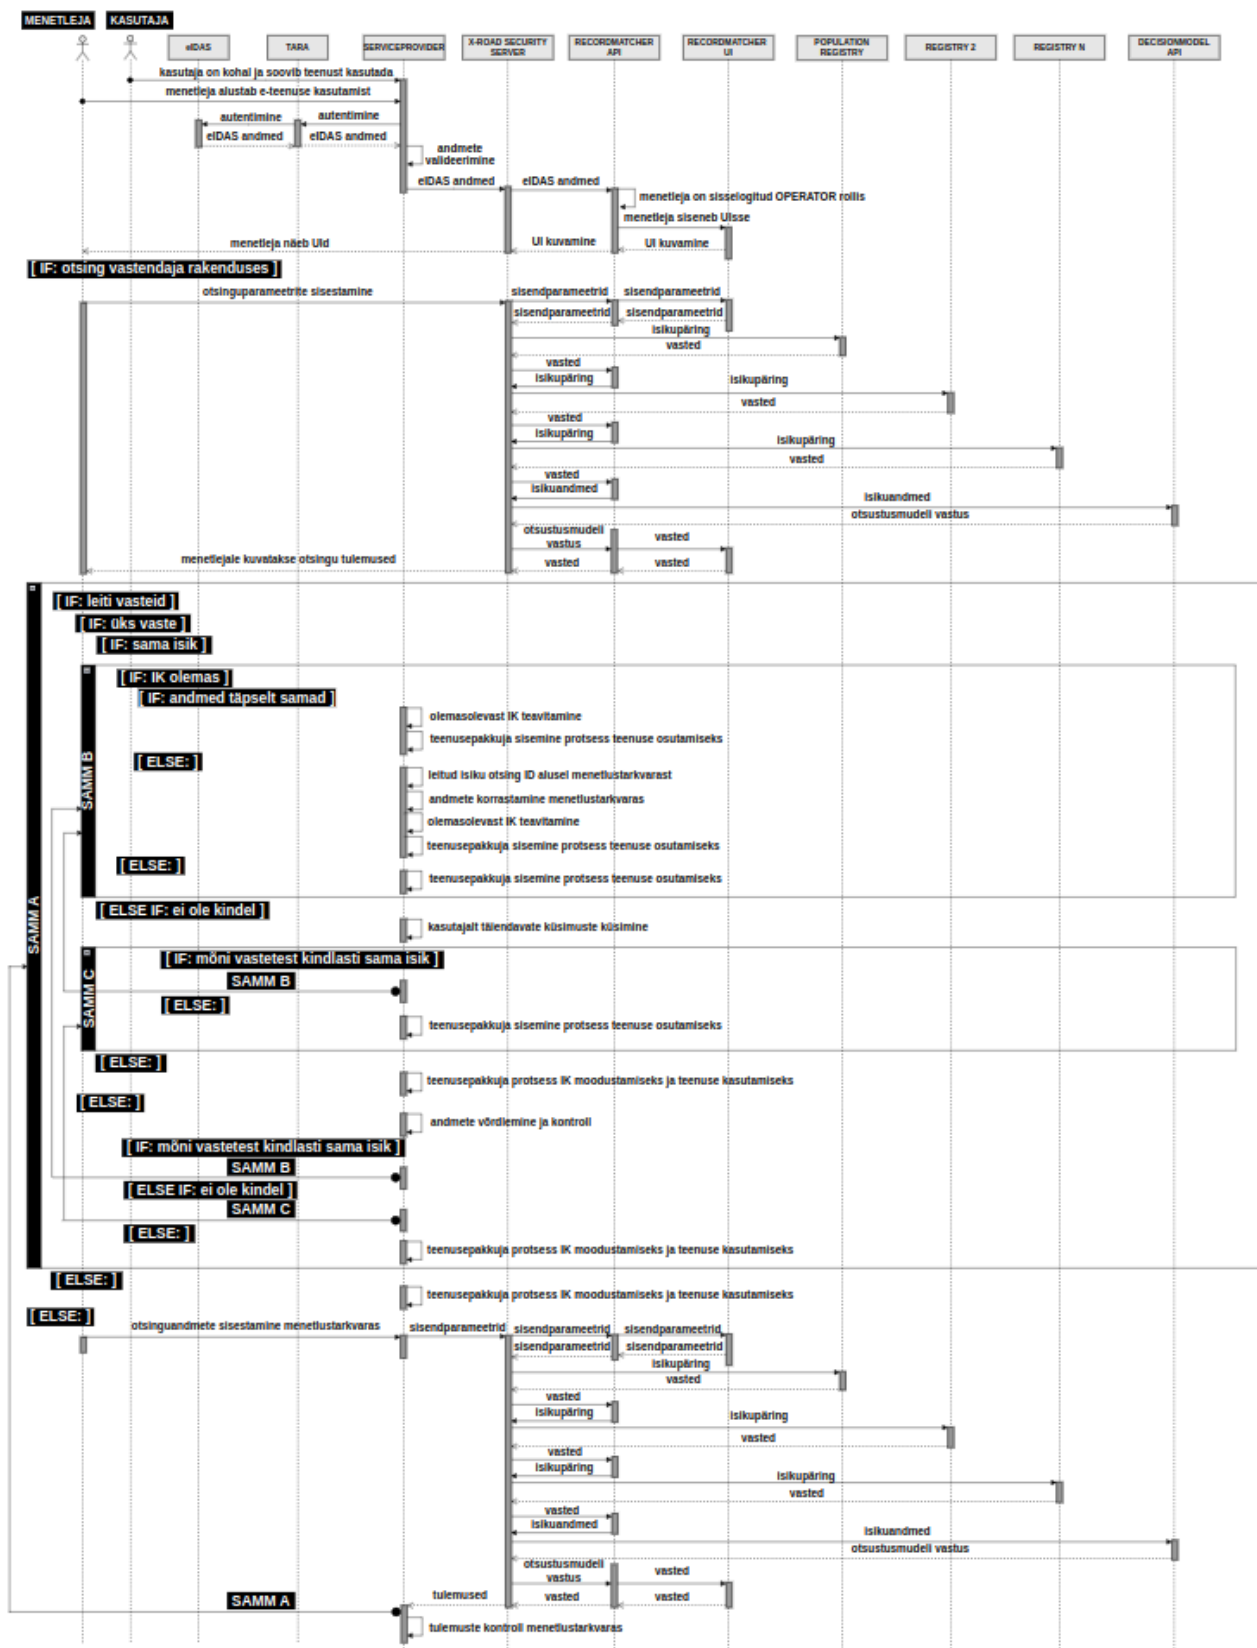 MENETLEJA KASUTAJA
eIDAS TARA SERVICEPROVIDER X-ROAD SECURITY SERVER RECORDMATCHER API RECORDMATCHER UI POPULATION REGISTRY REGISTRY 2 REGISTRY N DECISIONMODEL API
kasutaja on kohal ja soovib teenust kasutada
menetleja alustab e-teenuse kasutamist
autentimine autentimine
eIDAS andmed eIDAS andmed
andmete
valideerimine
eIDAS andmed eIDAS andmed
menetleja on sisselogitud OPERATOR rollis
menetleja siseneb UIsse
menetleja näeb UId UI kuvamine UI kuvamine
[ IF: otsing vastendaja rakenduses ]
otsinguparameetrite sisestamine sisendparameetrid sisendparameetrid
sisendparameetrid sisendparameetrid
isikupäring
vasted
vasted
isikupäring isikupäring
vasted
vasted
isikupäring isikupäring
vasted
vasted
isikuandmed isikuandmed
otsustusmudeli vastus
otsustusmudeli
vastus vasted
menetlejale kuvatakse otsingu tulemused vasted vasted
SAMM A
[ IF: leiti vasteid ]
[ IF: üks vaste ]
[ IF: sama isik ]
SAMM B
[ IF: IK olemas ]
[ IF: andmed täpselt samad ]
olemasolevast IK teavitamine
teenusepakkuja sisemine protsess teenuse osutamiseks
[ ELSE: ]
leitud isiku otsing ID alusel menetlustarkvarast
andmete korrastamine menetlustarkvaras
olemasolevast IK teavitamine
teenusepakkuja sisemine protsess teenuse osutamiseks
[ ELSE: ]
teenusepakkuja sisemine protsess teenuse osutamiseks
[ ELSE IF: ei ole kindel ]
kasutajalt täiendavate küsimuste küsimine
SAMM C
[ IF: mõni vastetest kindlasti sama isik ]
SAMM B
[ ELSE: ]
teenusepakkuja sisemine protsess teenuse osutamiseks
[ ELSE: ]
teenusepakkuja protsess IK moodustamiseks ja teenuse kasutamiseks
[ ELSE: ]
andmete võrdlemine ja kontroll
[ IF: mõni vastetest kindlasti sama isik ]
SAMM B
[ ELSE IF: ei ole kindel ]
SAMM C
[ ELSE: ]
teenusepakkuja protsess IK moodustamiseks ja teenuse kasutamiseks
[ ELSE: ]
teenusepakkuja protsess IK moodustamiseks ja teenuse kasutamiseks
[ ELSE: ]
otsinguandmete sisestamine menetlustarkvaras sisendparameetrid sisendparameetrid sisendparameetrid
sisendparameetrid sisendparameetrid
isikupäring
vasted
vasted
isikupäring isikupäring
vasted
vasted
isikupäring isikupäring
vasted
vasted
isikuandmed isikuandmed
otsustusmudeli vastus
otsustusmudeli
vastus vasted
tulemused vasted vasted
SAMM A
tulemuste kontroll menetlustarkvaras